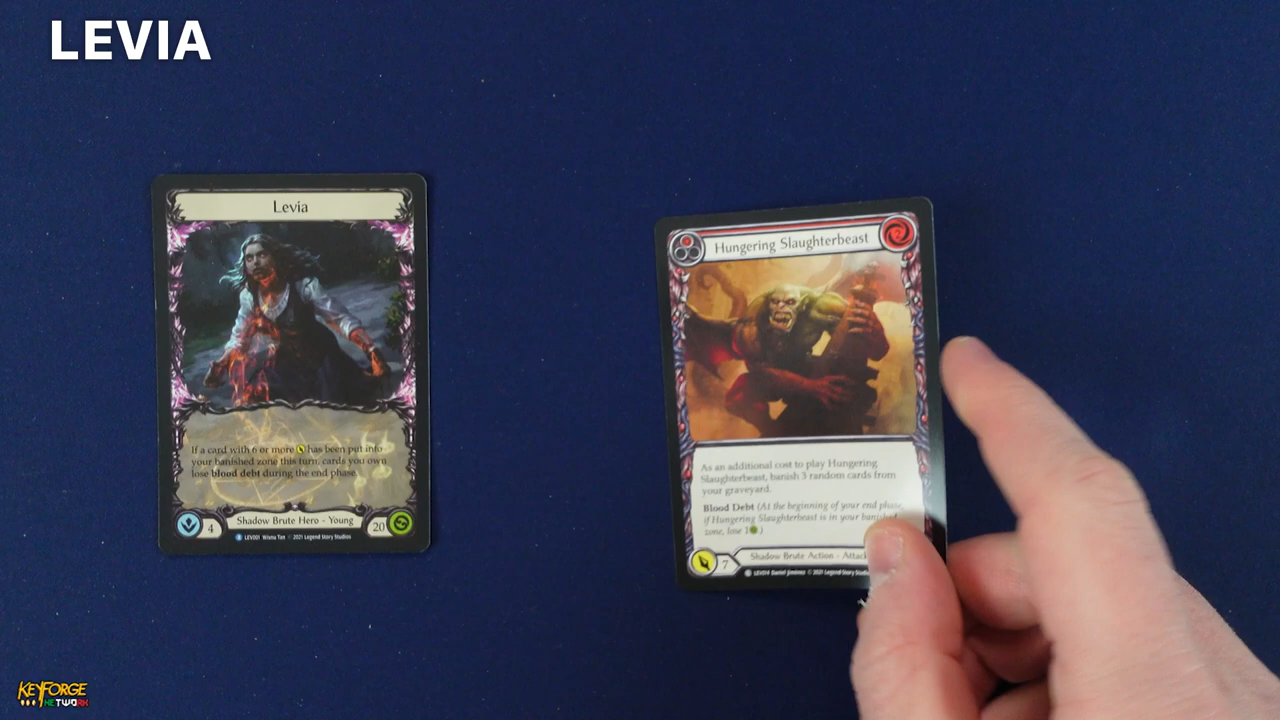 LEVIA
Levia
If a card with 6 or more has been put into
your banished zone this turn, cards you own
lose blood debt during the end phase.
4
Shadow Brute Hero - Young
20
LEV001 Wisnu Tan © 2021 Legend Story Studios
Hungering Slaughterbeast
2
As an additional cost to play Hungering
Slaughterbeast, banish 3 random cards from
your graveyard.
Blood Debt (At the beginning of your end phase,
if Hungering Slaughterbeast is in your banished
zone, lose 1.)
7
Shadow Brute Action - Attack
LEV014 Daniel Jiménez © 2021 Legend Story Studios
KEYFORGE
NETWORK